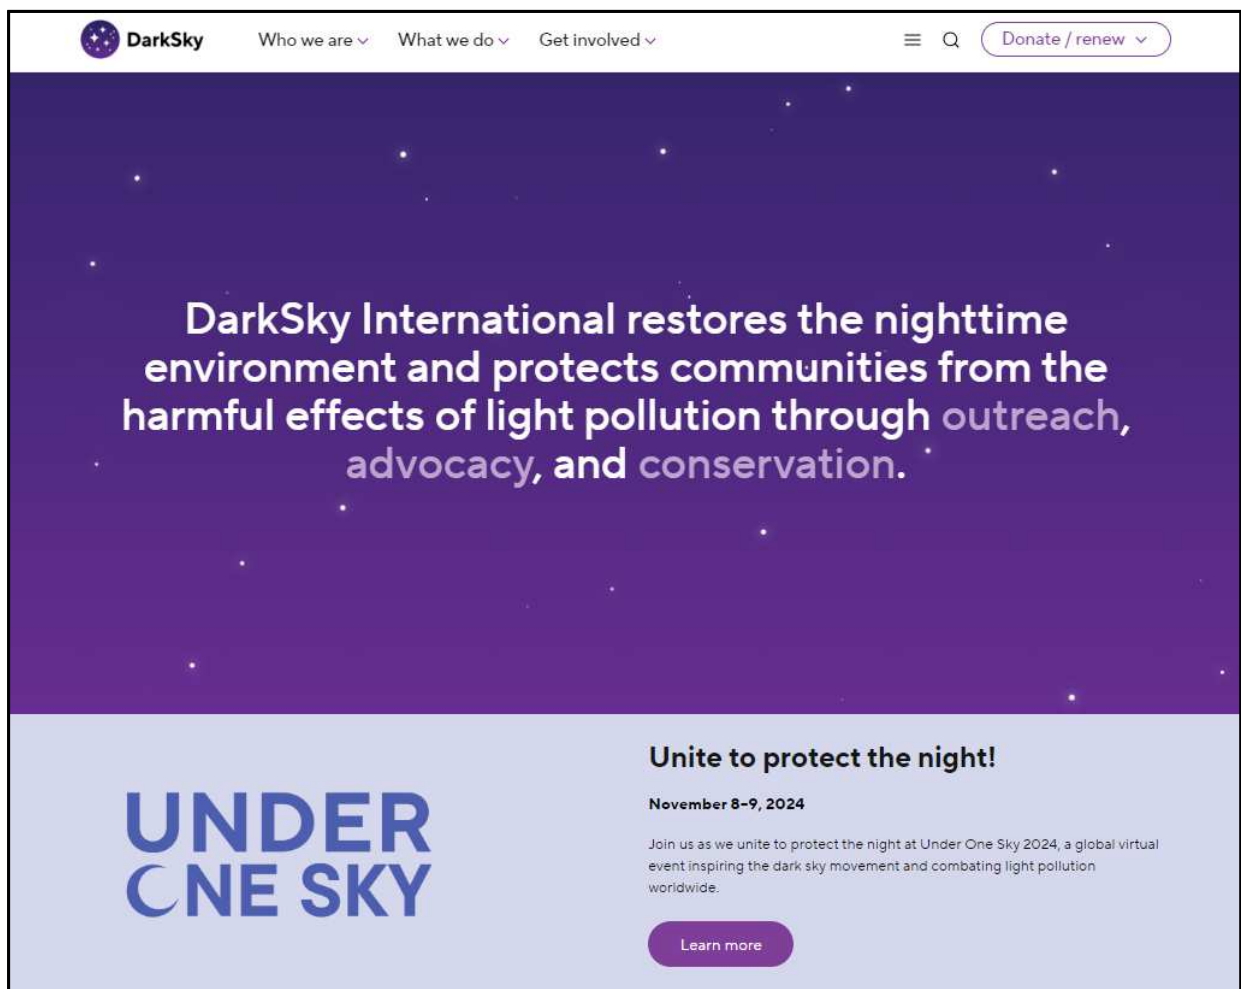 DarkSky
Who we are
What we do
Get involved
Donate / renew
DarkSky International restores the nighttime
environment and protects communities from the
harmful effects of light pollution through outreach,
advocacy, and conservation.
UNDER
ONE SKY
Unite to protect the night!
November 8–9, 2024
Join us as we unite to protect the night at Under One Sky 2024, a global virtual
event inspiring the dark sky movement and combating light pollution
worldwide.
Learn more